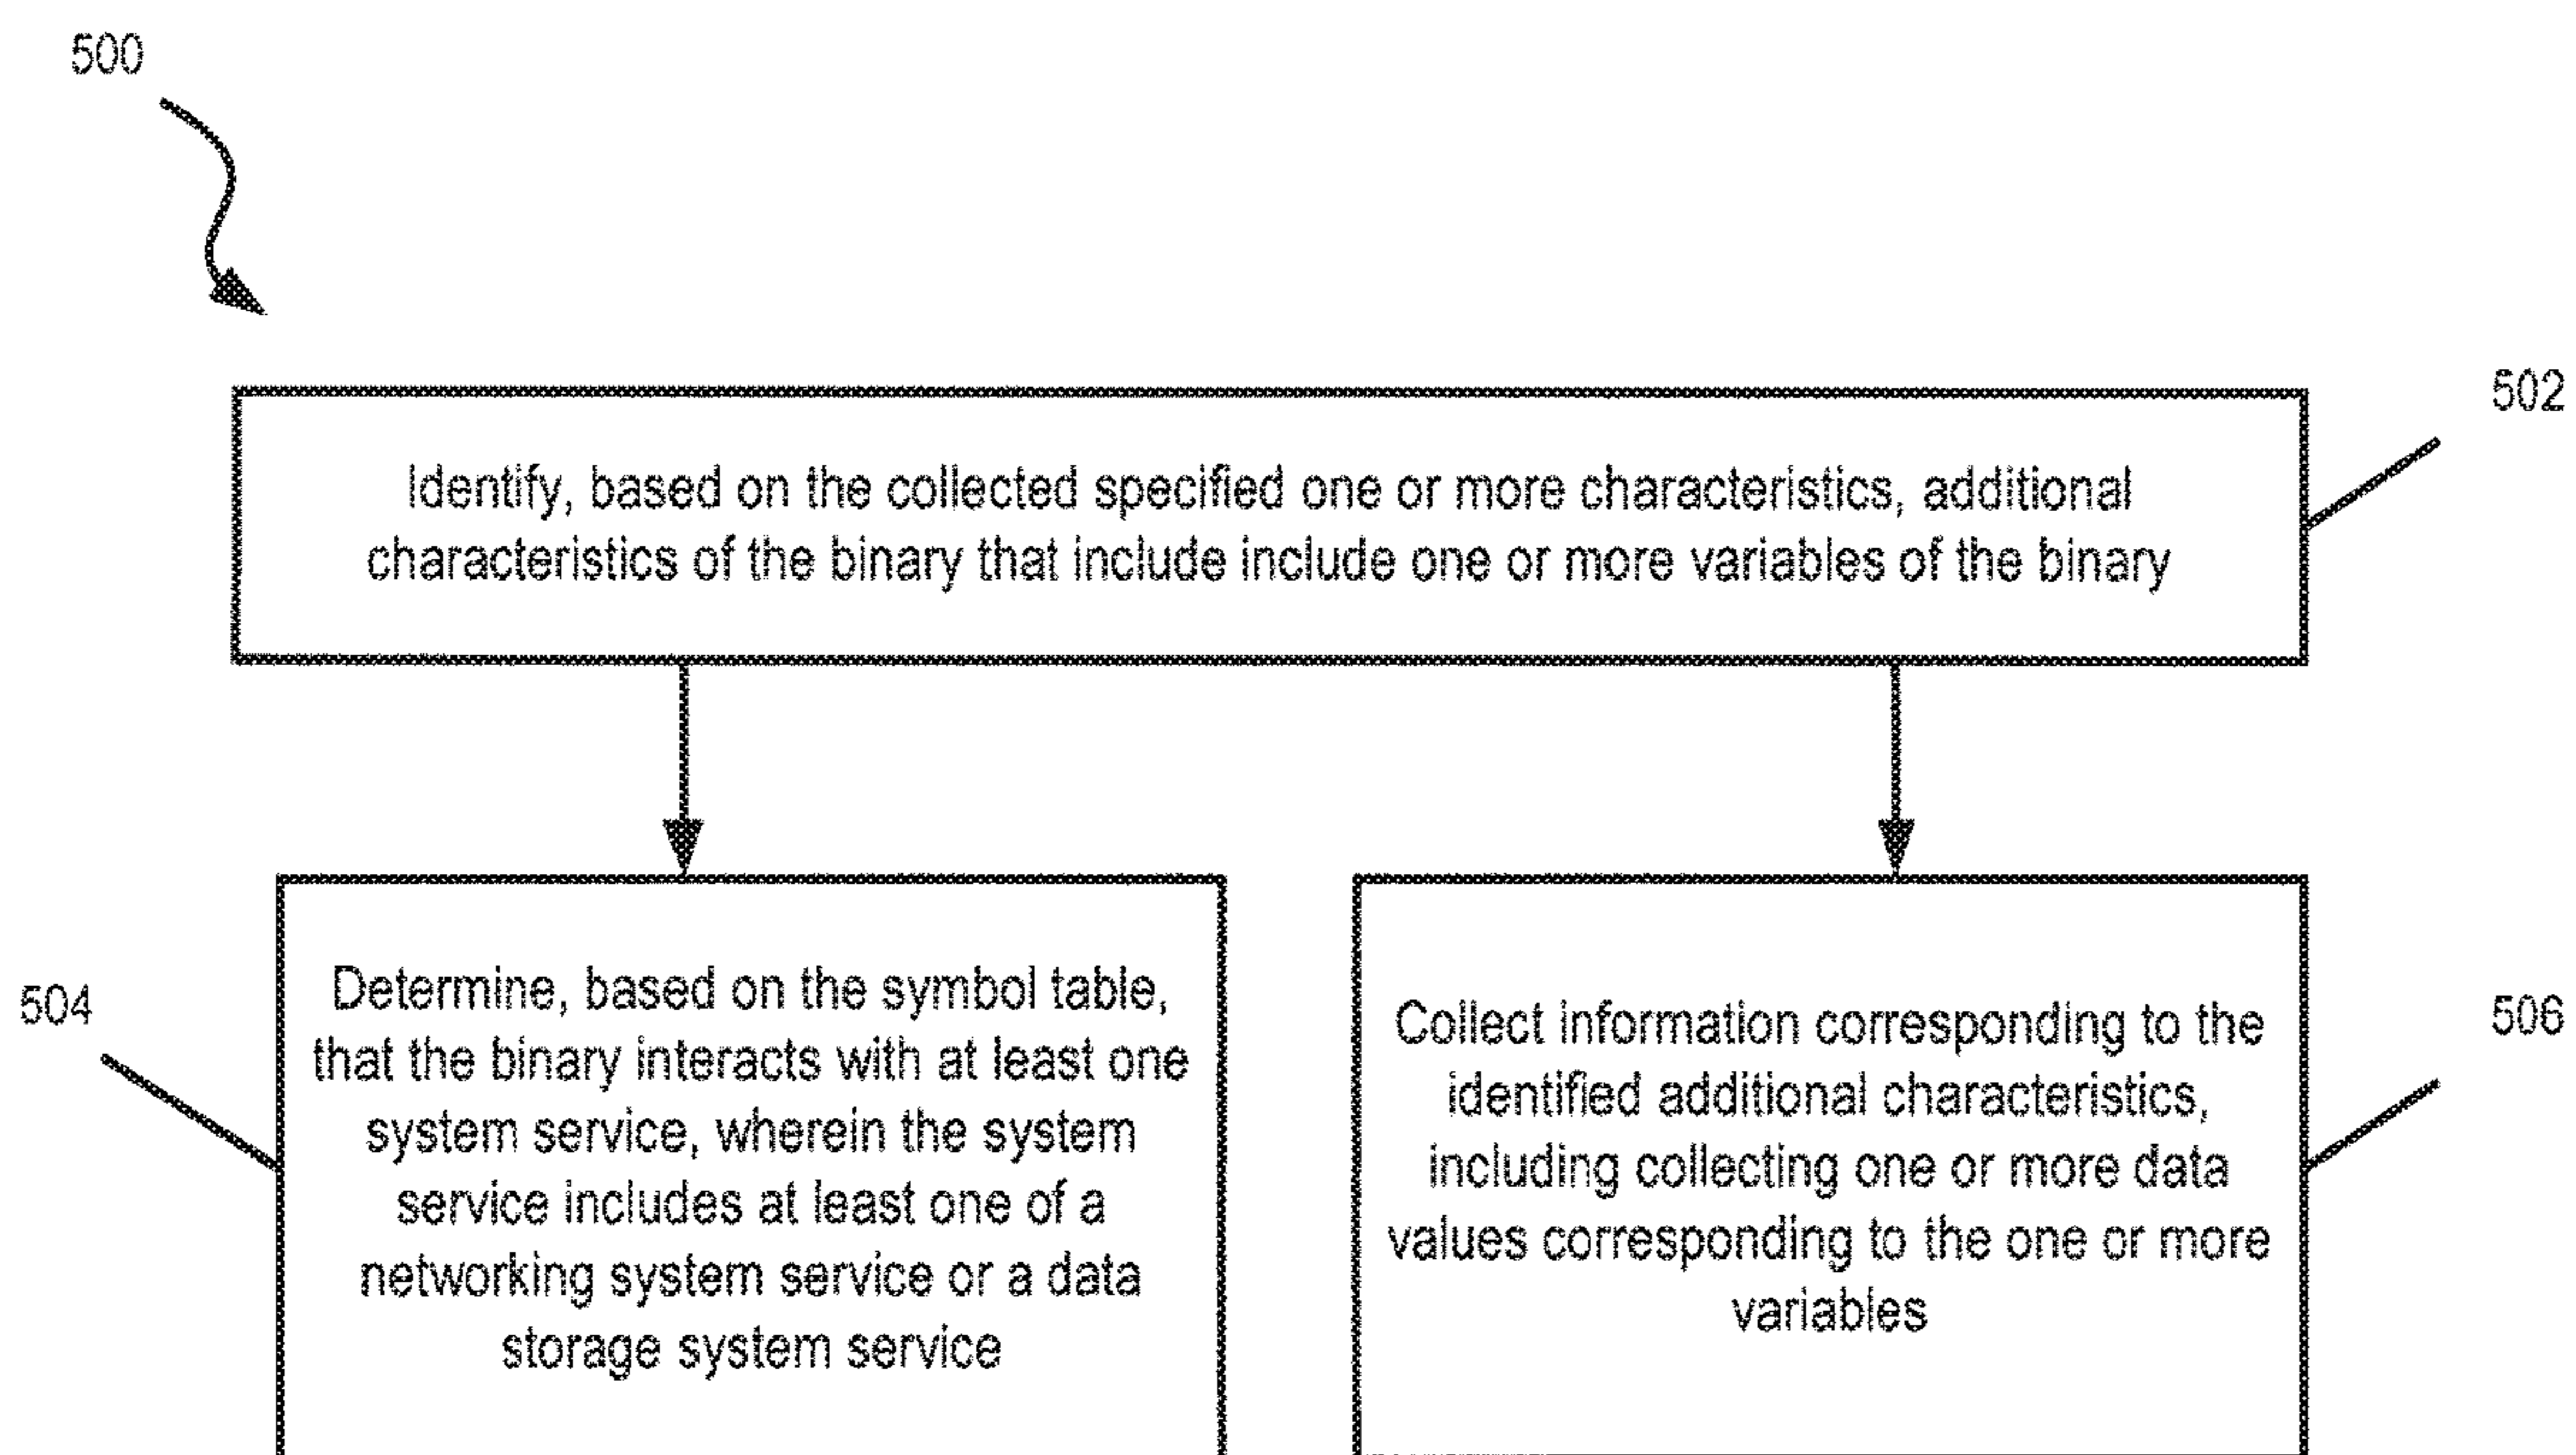 500
502
Identify, based on the collected specified one or more characteristics, additional
characteristics of the binary that include include one or more variables of the binary
504
Determine, based on the symbol table,
that the binary interacts with at least one
system service, wherein the system
service includes at least one of a
networking system service or a data
storage system service
506
Collect information corresponding to the
identified additional characteristics,
including collecting one or more data
values corresponding to the one or more
variables